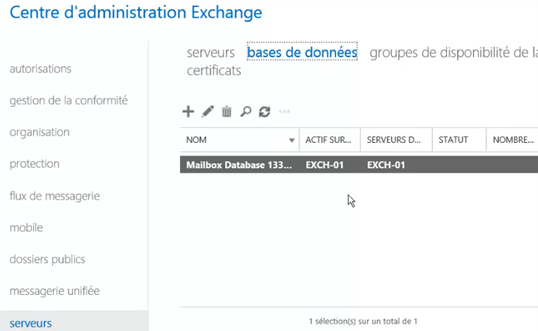 Centre d'administration Exchange
serveurs bases de données groupes de disponibilité de la
certificats
autorisations
gestion de la conformité
organisation
protection
flux de messagerie
mobile
dossiers publics
messagerie unifiée
serveurs
NOM ACTIF SUR... SERVEURS D... STATUT NOMBRE...
Mailbox Database 133... EXCH-01 EXCH-01
1 sélection(s) sur un total de 1